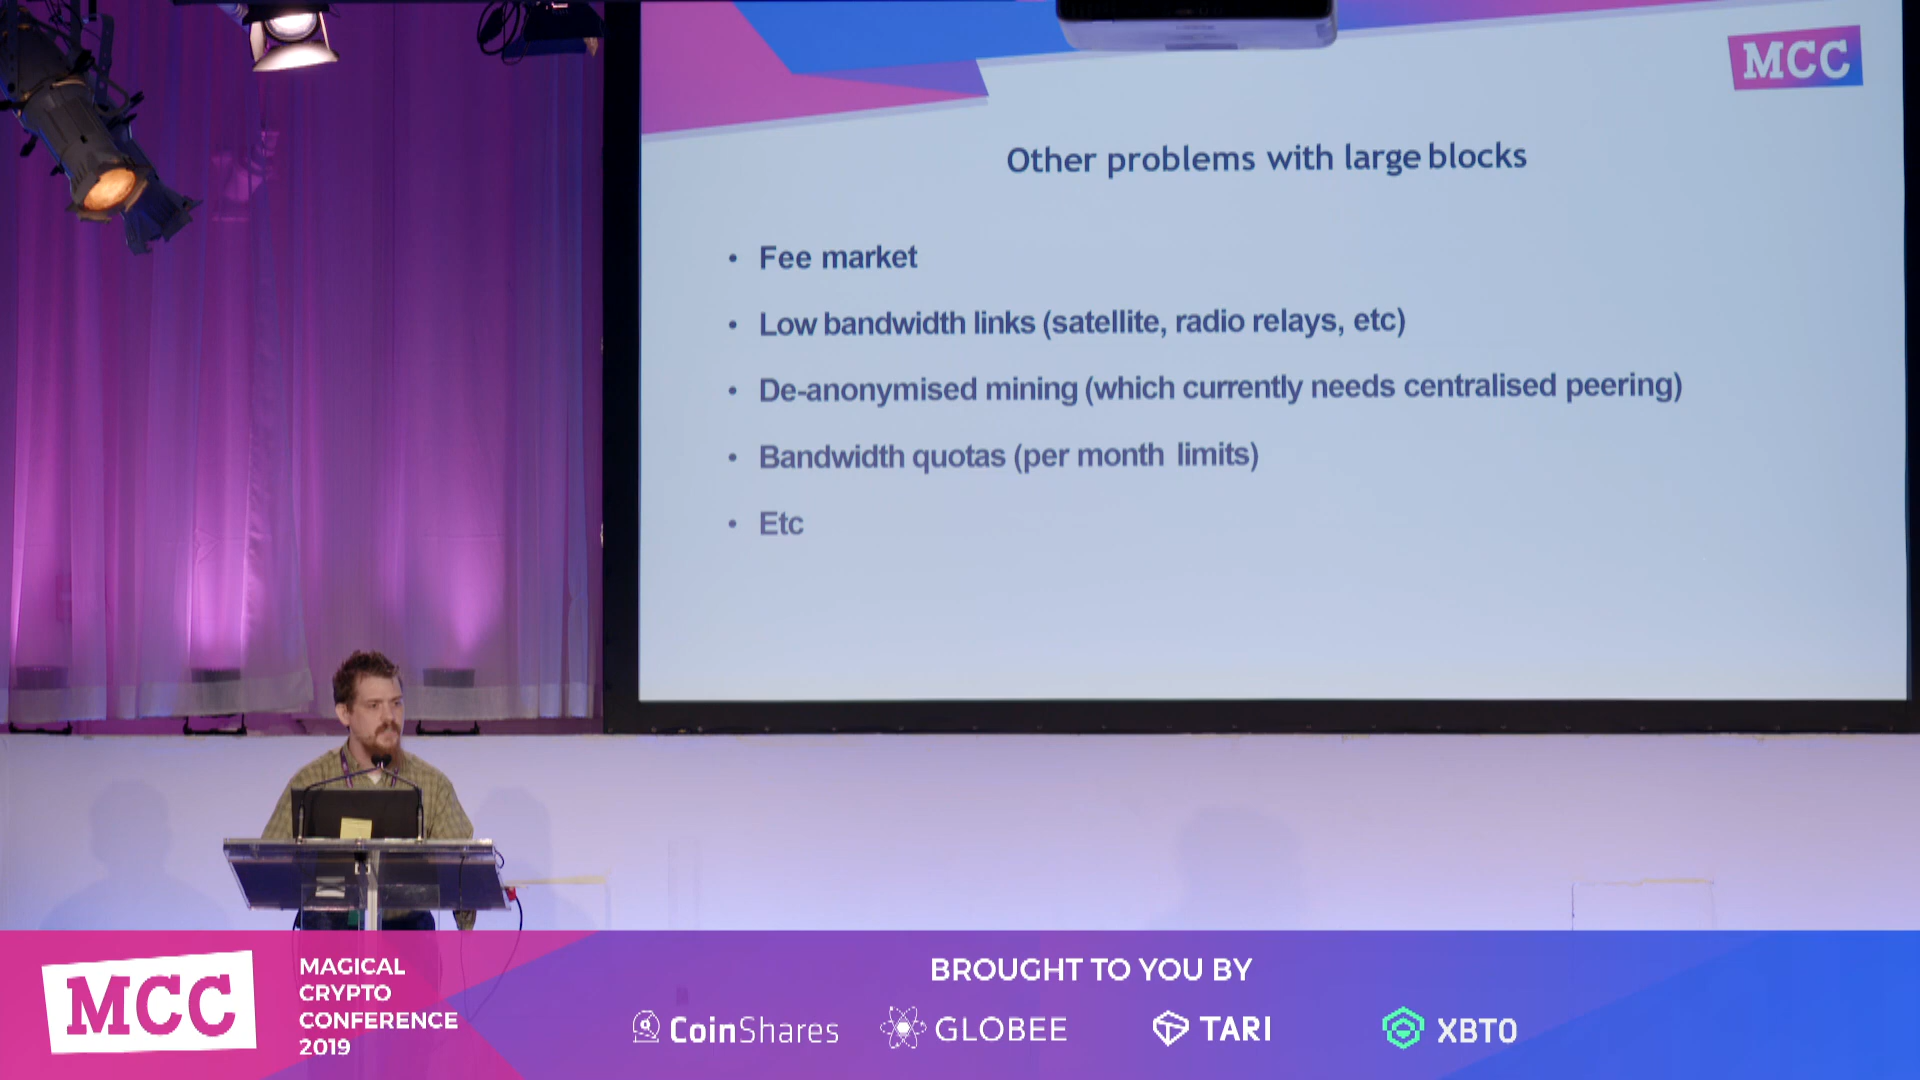 MCC
Other problems with large blocks
• Fee market
• Low bandwidth links (satellite, radio relays, etc)
• De-anonymised mining (which currently needs centralised peering)
• Bandwidth quotas (per month limits)
• Etc
MCC
MAGICAL
CRYPTO
CONFERENCE
2019
BROUGHT TO YOU BY
CoinShares
GLOBEE
TARI
XBTO